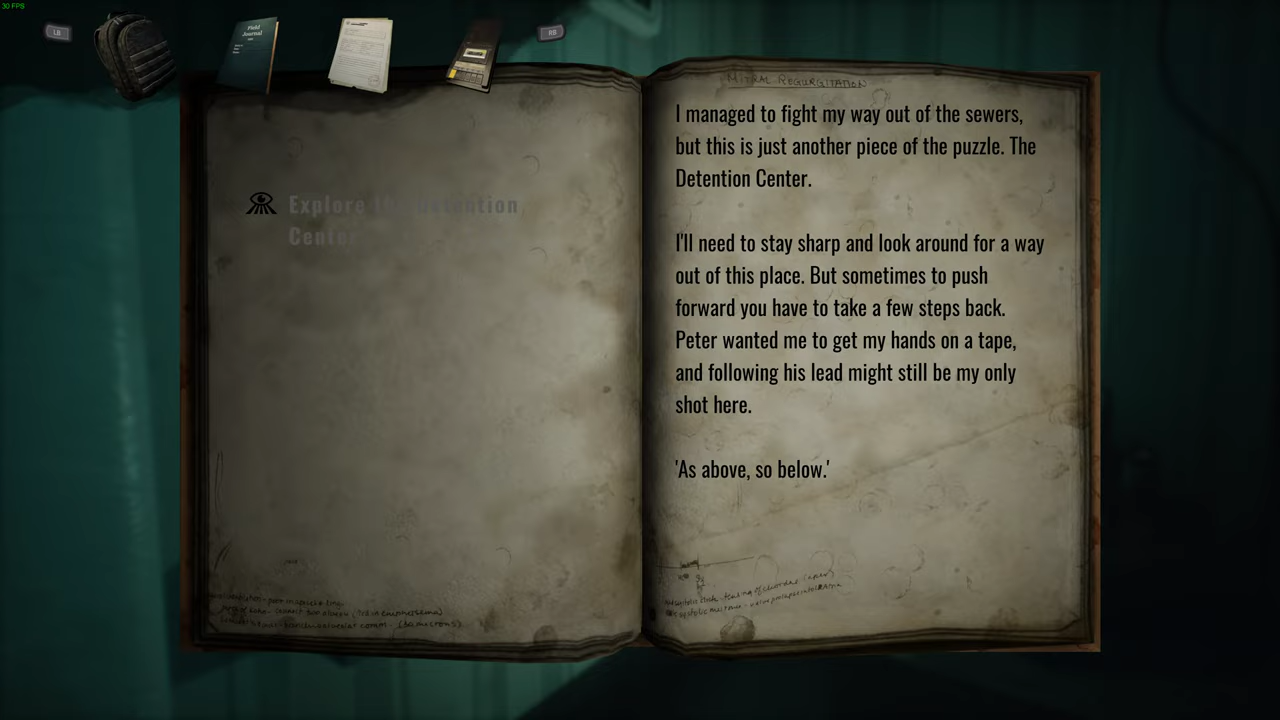 30 FPS
LB
Field
Journal
RB
MITRAL REGURGITATION
Explore the Detention
Center
I managed to fight my way out of the sewers,
but this is just another piece of the puzzle. The
Detention Center.
I'll need to stay sharp and look around for a way
out of this place. But sometimes to push
forward you have to take a few steps back.
Peter wanted me to get my hands on a tape,
and following his lead might still be my only
shot here.
'As above, so below.'